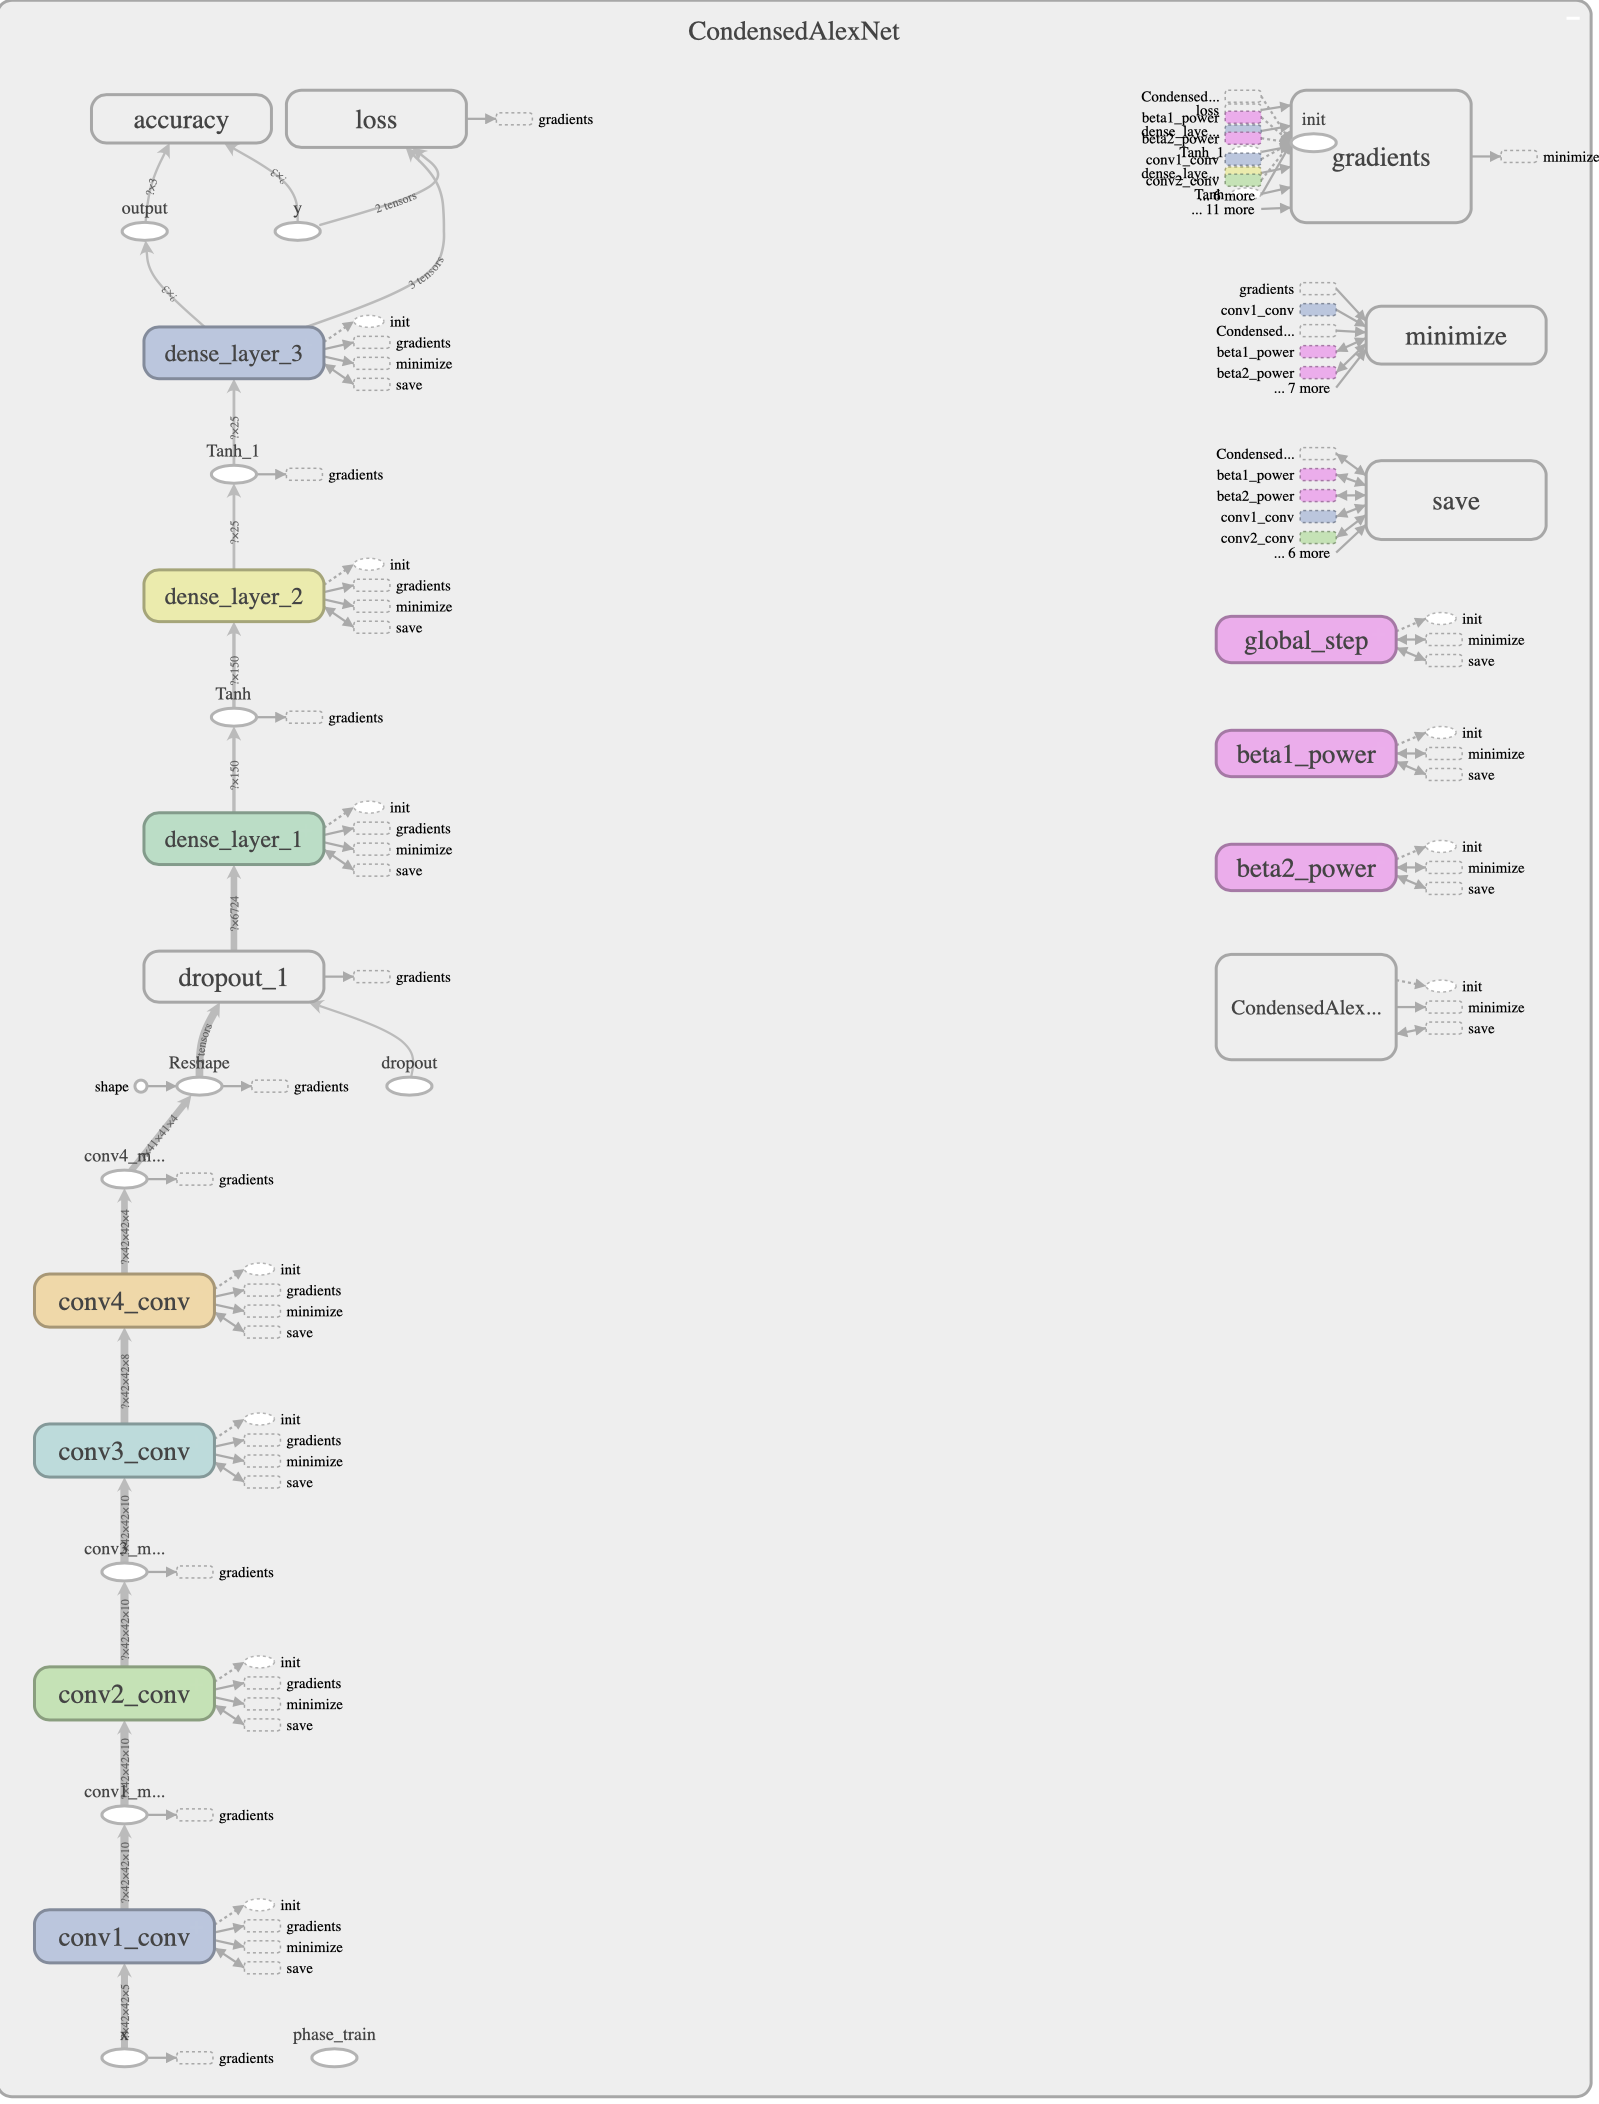 CondensedAlexNet
accuracy
loss
gradients
?×3
?×3
output
y
2 tensors
?×3
3 tensors
dense_layer_3
init
gradients
minimize
save
?×25
Tanh_1
gradients
?×25
dense_layer_2
init
gradients
minimize
save
?×150
Tanh
gradients
?×150
dense_layer_1
init
gradients
minimize
save
?×6724
dropout_1
gradients
tensors
Reshape
dropout
shape
gradients
41×41×4
conv4_m...
gradients
?×42×42×4
conv4_conv
init
gradients
minimize
save
?×42×42×8
conv3_conv
init
gradients
minimize
save
?×42×42×10
gradients
?×42×42×10
conv2_conv
init
gradients
minimize
save
?×42×42×10
conv1_m...
gradients
?×42×42×10
conv1_conv
init
gradients
minimize
save
?×42×42×5
x
gradients
phase_train
Condensed...
loss
beta1_power
dense_laye...
beta2_power
Tanh_1
conv1_conv
dense_laye...
conv2_conv
Tanh
... 6 more
... 11 more
init
gradients
minimize
gradients
conv1_conv
Condensed...
beta1_power
beta2_power
... 7 more
minimize
Condensed...
beta1_power
beta2_power
conv1_conv
conv2_conv
... 6 more
save
global_step
init
minimize
save
beta1_power
init
minimize
save
beta2_power
init
minimize
save
CondensedAlex...
init
minimize
save